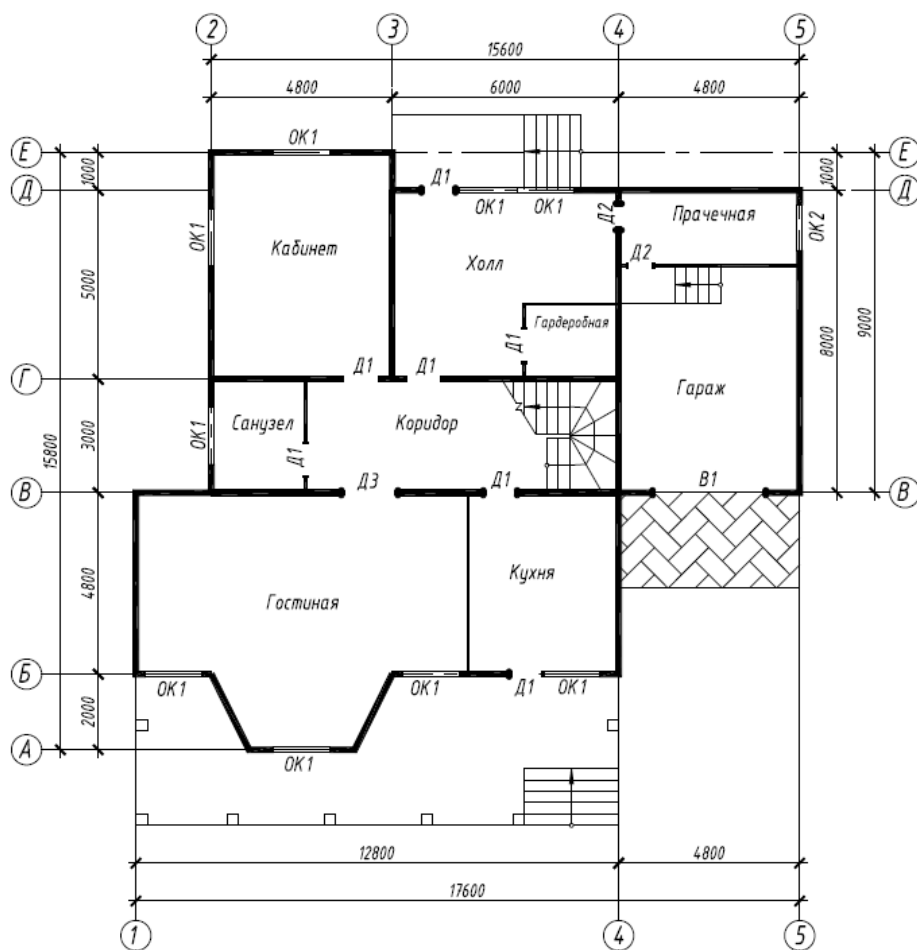 2 3 4 5
15600
4800 6000 4800
Е ОК1 Е
1000 1000
Д Д1 Д
ОК1 ОК1
Д2 Прачечная
ОК1 Кабинет Холл ОК2
Д2
5000 8000 9000
Гардеробная
Д1
Г Д1 Д1 Гараж
ОК1 Санузел Коридор
3000
15800
Д1
В Д3 Д1 В1 В
4800
Гостиная Кухня
Б ОК1 ОК1 Д1 ОК1
2000
А ОК1
12800 4800
17600
1 4 5